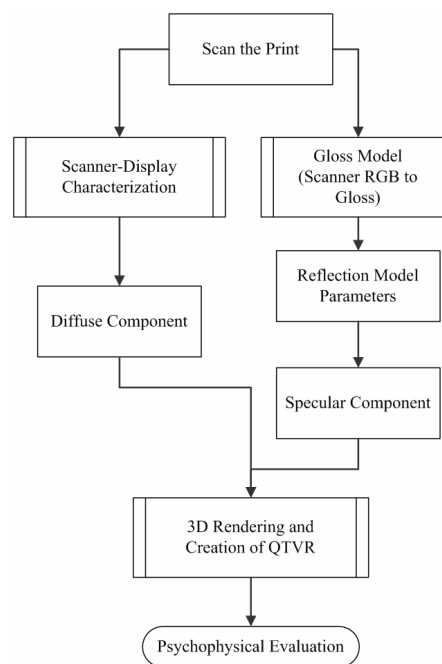 Scan the Print
Scanner-Display
Characterization
Gloss Model
(Scanner RGB to
Gloss)
Reflection Model
Parameters
Diffuse Component
Specular Component
3D Rendering and
Creation of QTVR
Psychophysical Evaluation